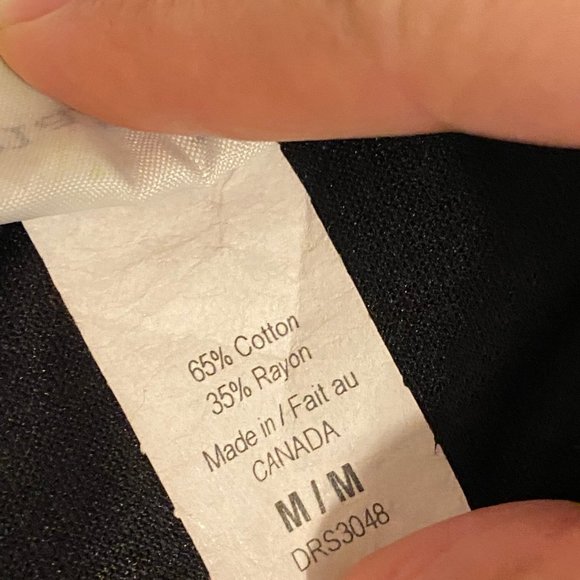 65% Cotton
35% Rayon
Made in / Fait au
CANADA
M / M
DRS3048